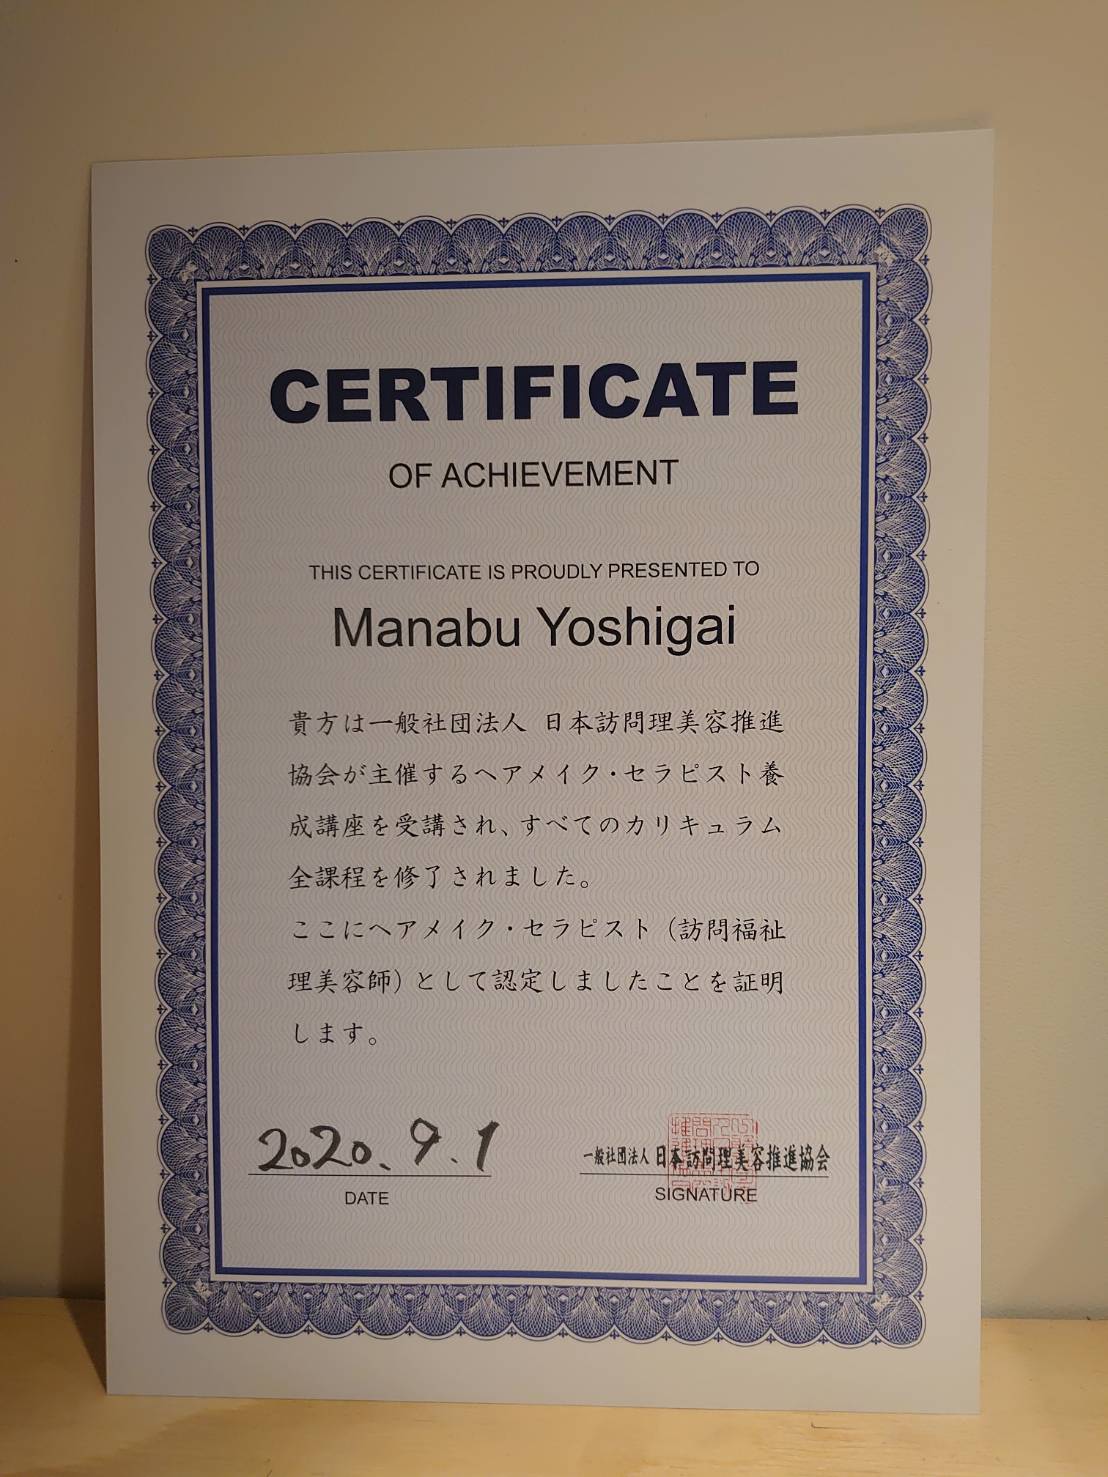 CERTIFICATE
OF ACHIEVEMENT
THIS CERTIFICATE IS PROUDLY PRESENTED TO
Manabu Yoshigai
貴方は一般社団法人 日本訪問理美容推進
協会が主催するヘアメイク・セラピスト養
成講座を受講され、すべてのカリキュラム
全課程を修了されました。
ここにヘアメイク・セラピスト（訪問福祉
理美容師）として認定しましたことを証明
します。
2020.9.1
一般社団法人 日本訪問理美容推進協会
DATE
SIGNATURE